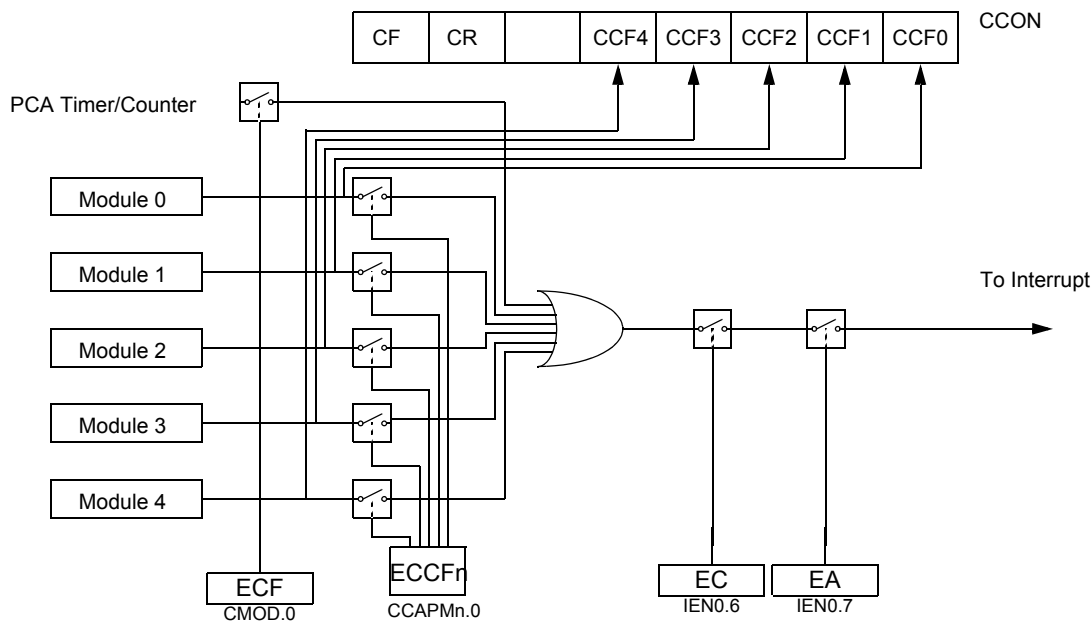 CF CR CCF4 CCF3 CCF2 CCF1 CCF0 CCON
PCA Timer/Counter
Module 0
Module 1
To Interrupt
Module 2
Module 3
Module 4
ECF ECCFn EC EA
CMOD.0 CCAPMn.0 IEN0.6 IEN0.7